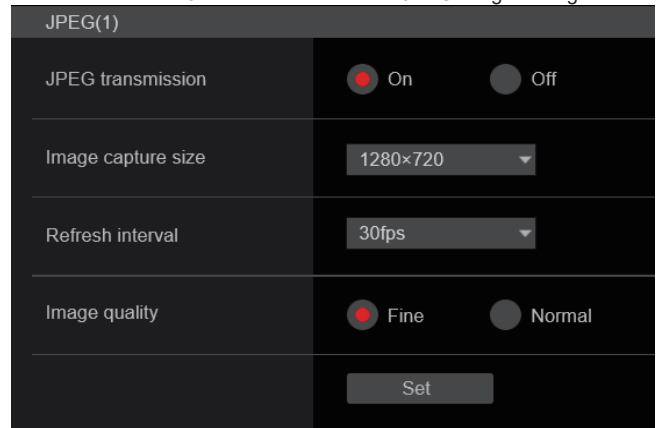 JPEG(1)
JPEG transmission On Off
Image capture size 1280×720
Refresh interval 30fps
Image quality Fine Normal
Set